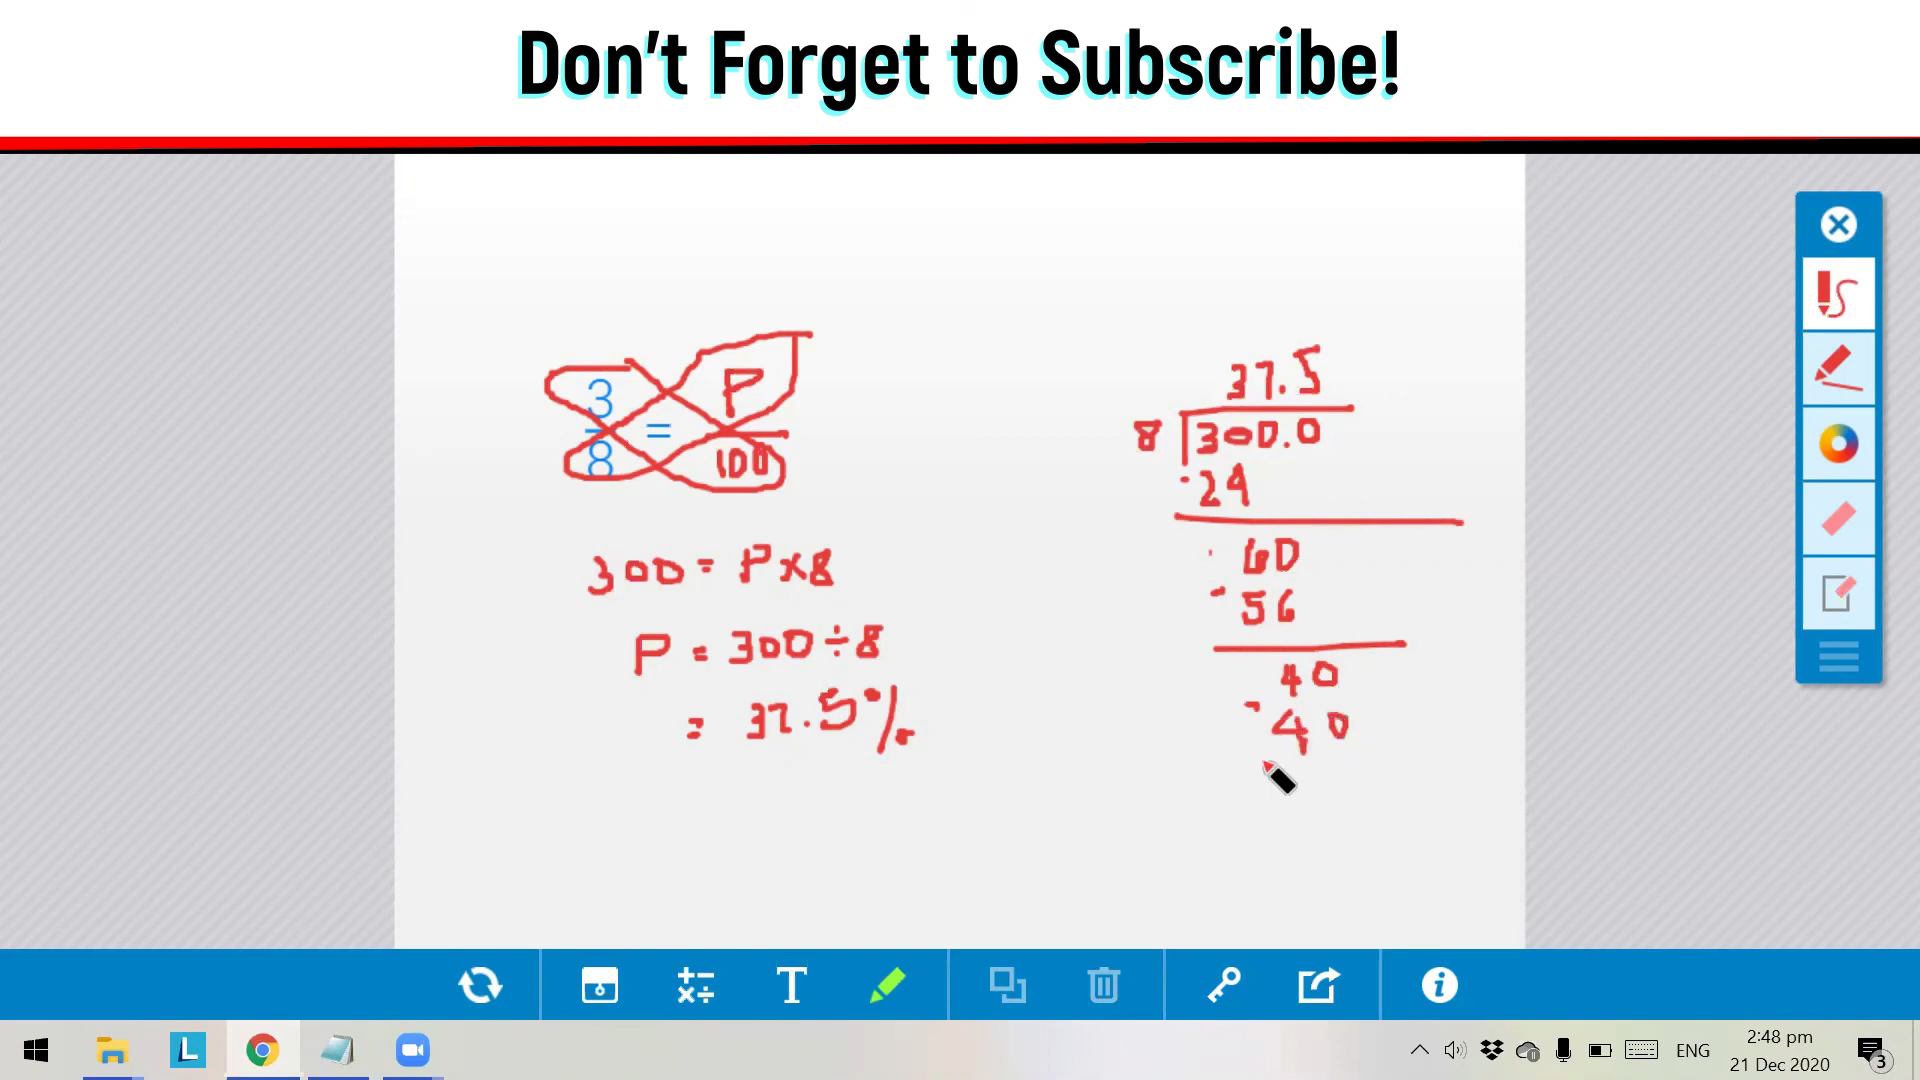 Don't Forget to Subscribe!
3/8 = P/100
300 = P x 8
P = 300 ÷ 8
= 37.5%
37.5
8 300.0
- 24
60
- 56
40
- 40
T
L
ENG
2:48 pm
21 Dec 2020
3